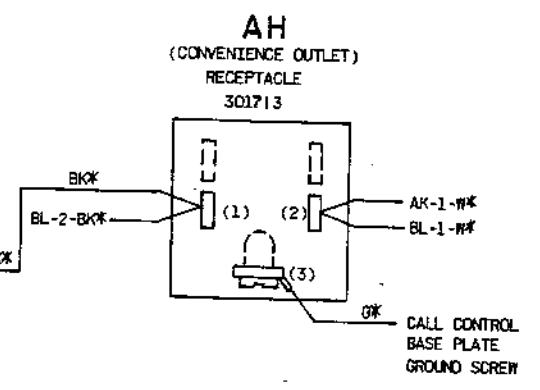 AH
(CONVENIENCE OUTLET)
RECEPTACLE
301713
BK*
BL-2-BK*
(1)
(2)
AK-1-W*
BL-1-W*
(3)
G*
CALL CONTROL
BASE PLATE
GROUND SCREW